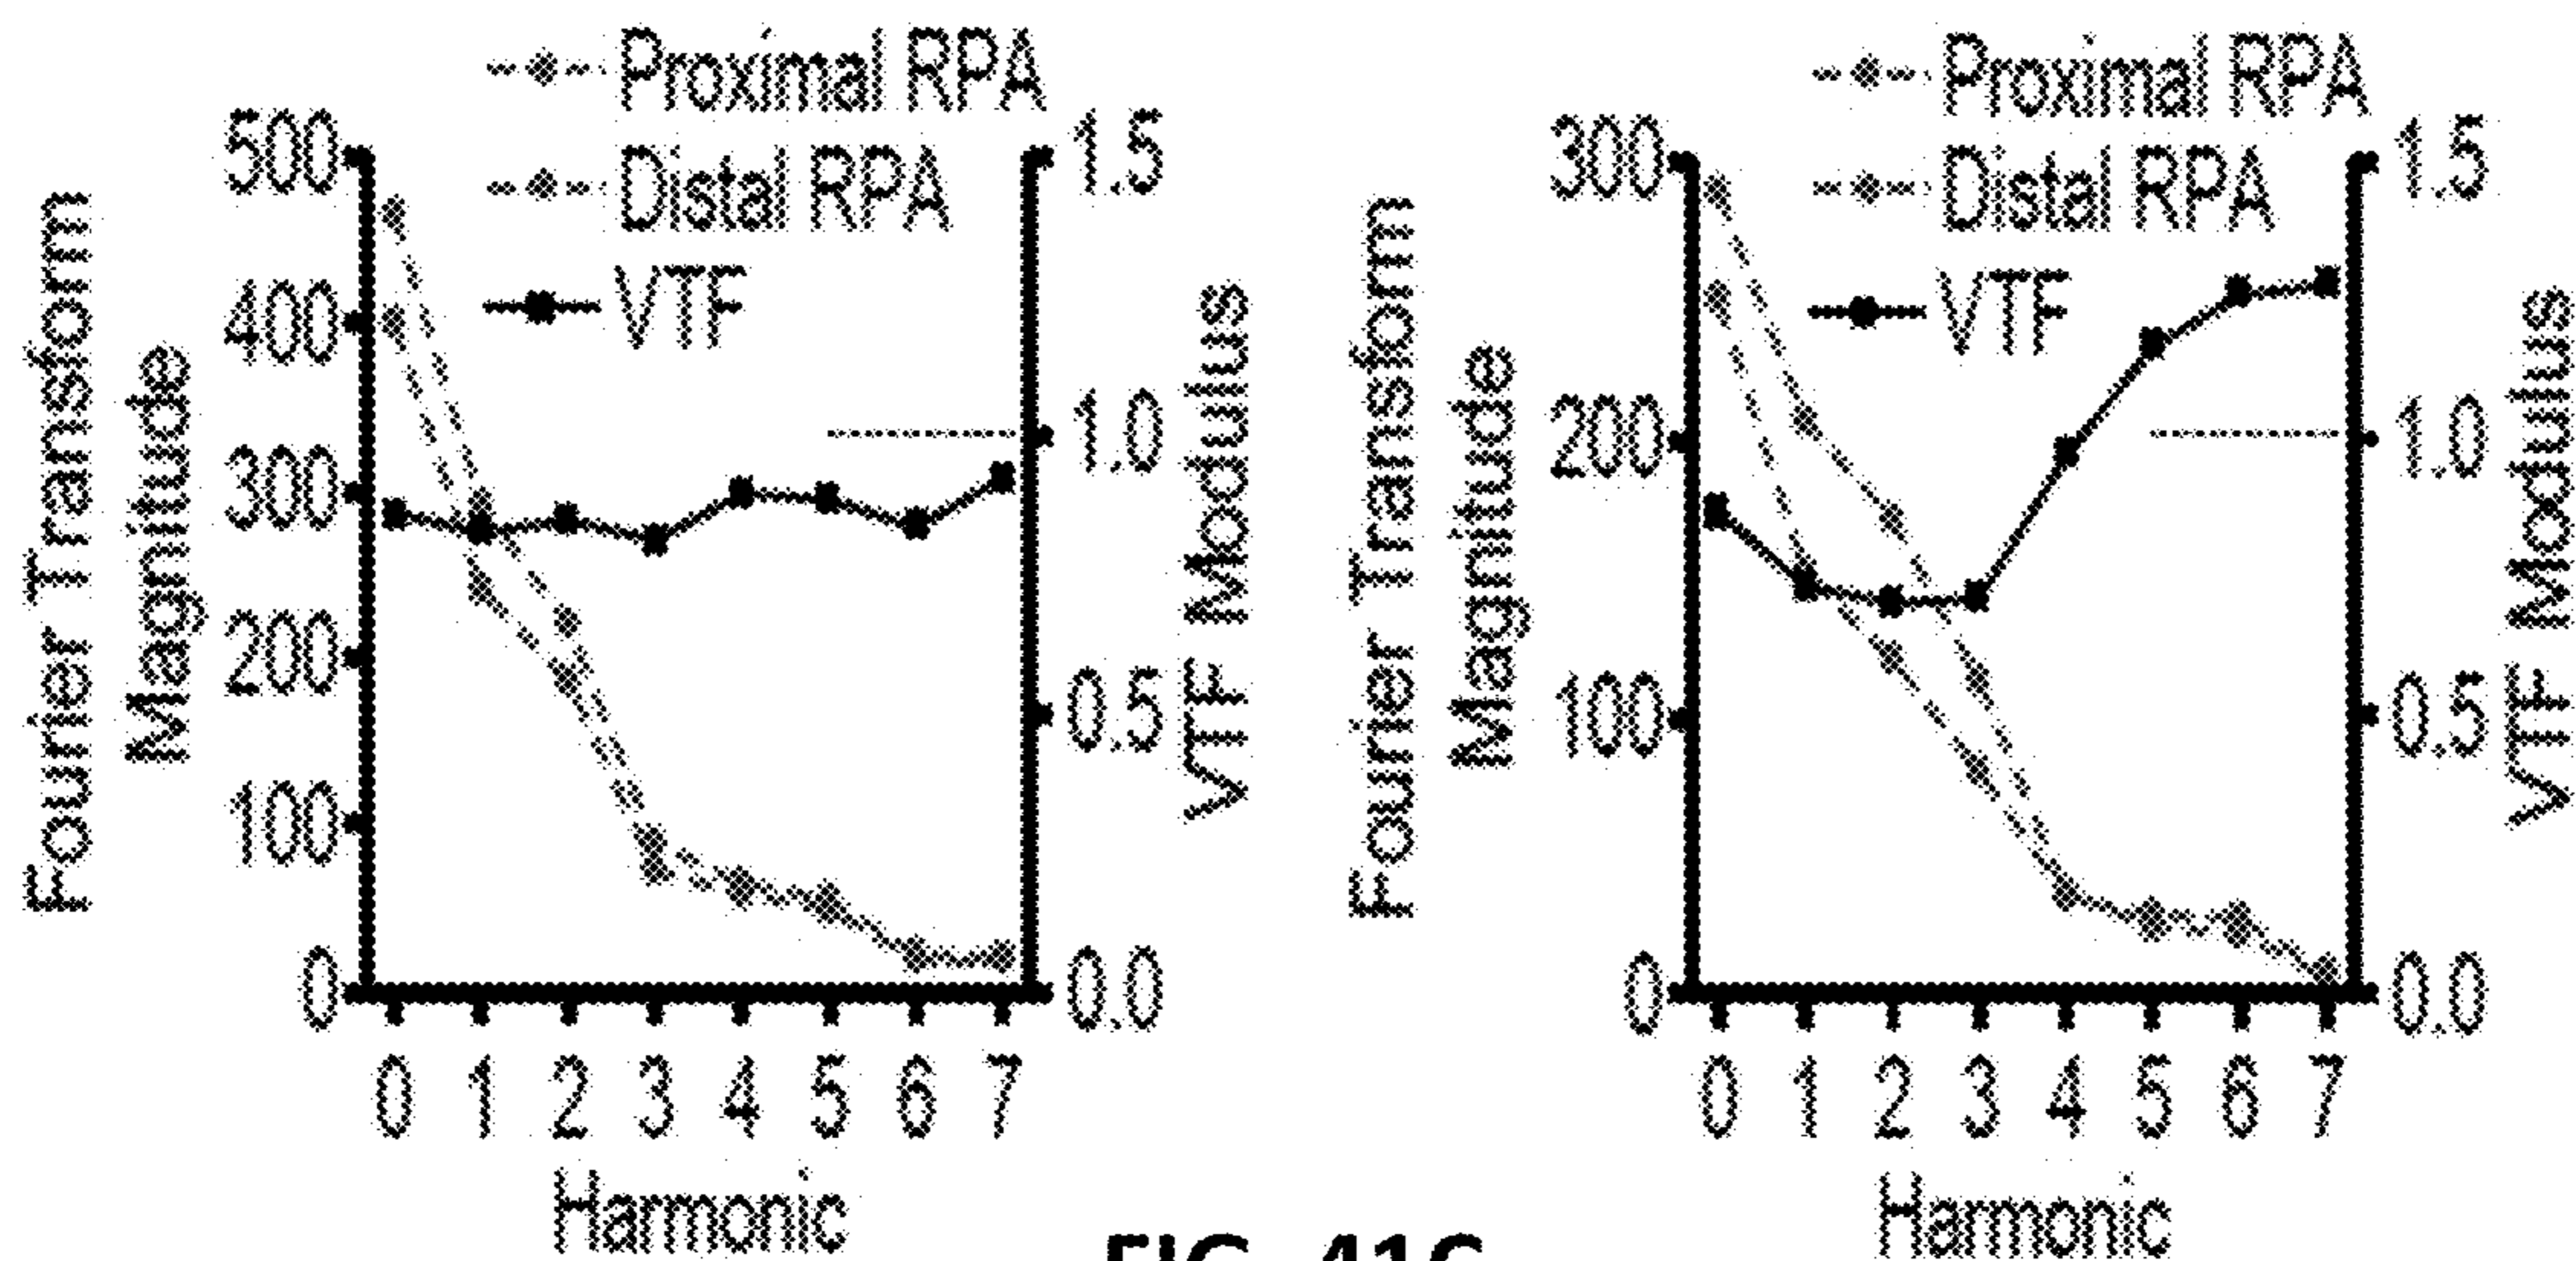 Proximal RPA
Distal RPA
VTF
500
400
300
200
100
0
1.5
1.0
0.5
0.0
Fourier Transform
Magnitude
VTF Modulus
0 1 2 3 4 5 6 7
Harmonic
Proximal RPA
Distal RPA
VTF
300
200
100
0
1.5
1.0
0.5
0.0
Fourier Transform
Magnitude
VTF Modulus
0 1 2 3 4 5 6 7
Harmonic